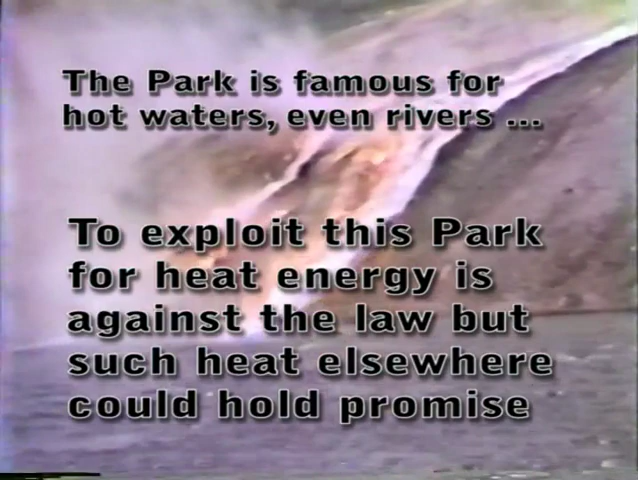 The Park is famous for
hot waters, even rivers ...
To exploit this Park
for heat energy is
against the law but
such heat elsewhere
could hold promise